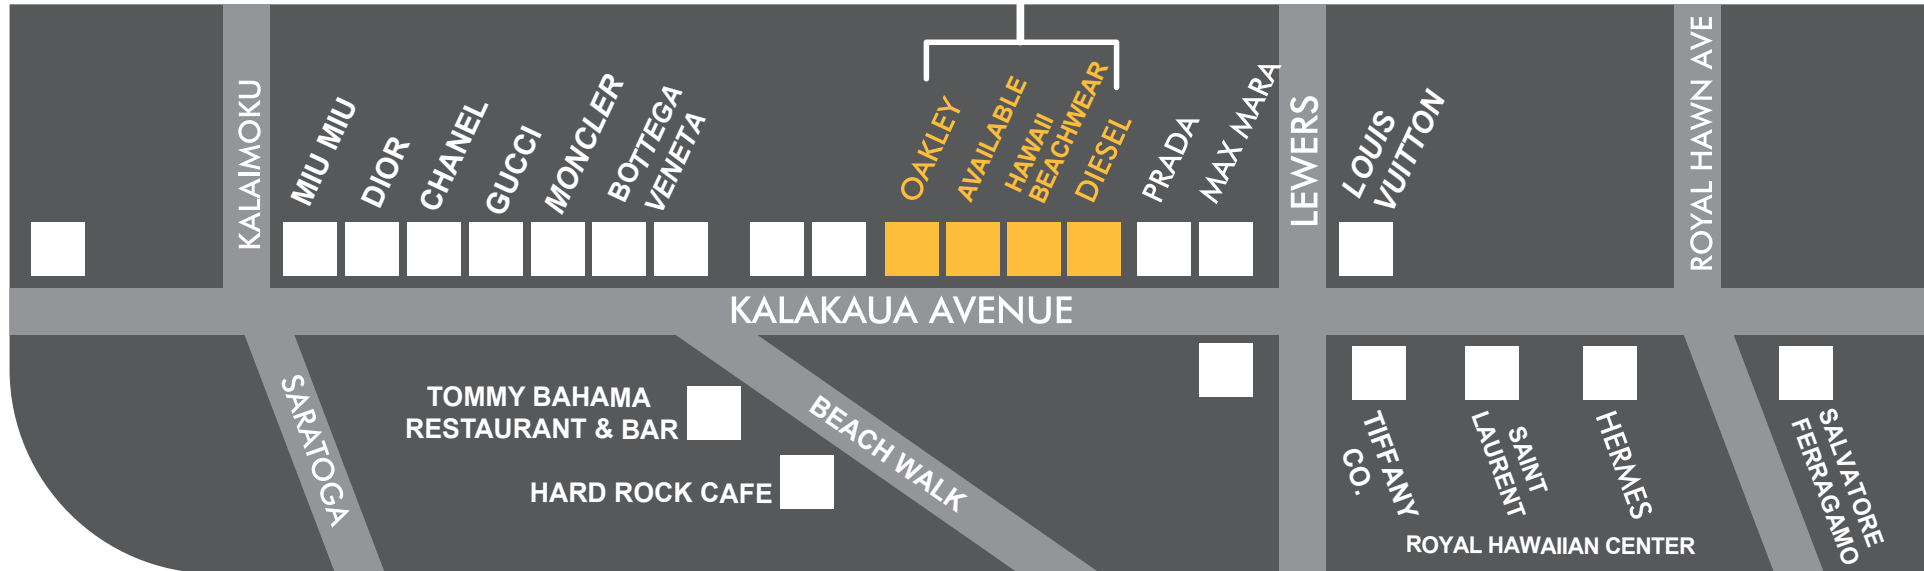 KALAIMOKU
MIU MIU
DIOR
CHANEL
GUCCI
MONCLER
BOTTEGA
VENETA
OAKLEY
AVAILABLE
HAWAII
BEACHWEAR
DIESEL
PRADA
MAX MARA
LEWERS
LOUIS
VUITTON
ROYAL HAWN AVE
KALAKAUA AVENUE
SARATOGA
TOMMY BAHAMA
RESTAURANT & BAR
HARD ROCK CAFE
BEACH WALK
TIFFANY
CO.
SAINT
LAURENT
HERMES
SALVATORE
FERRAGAMO
ROYAL HAWAIIAN CENTER